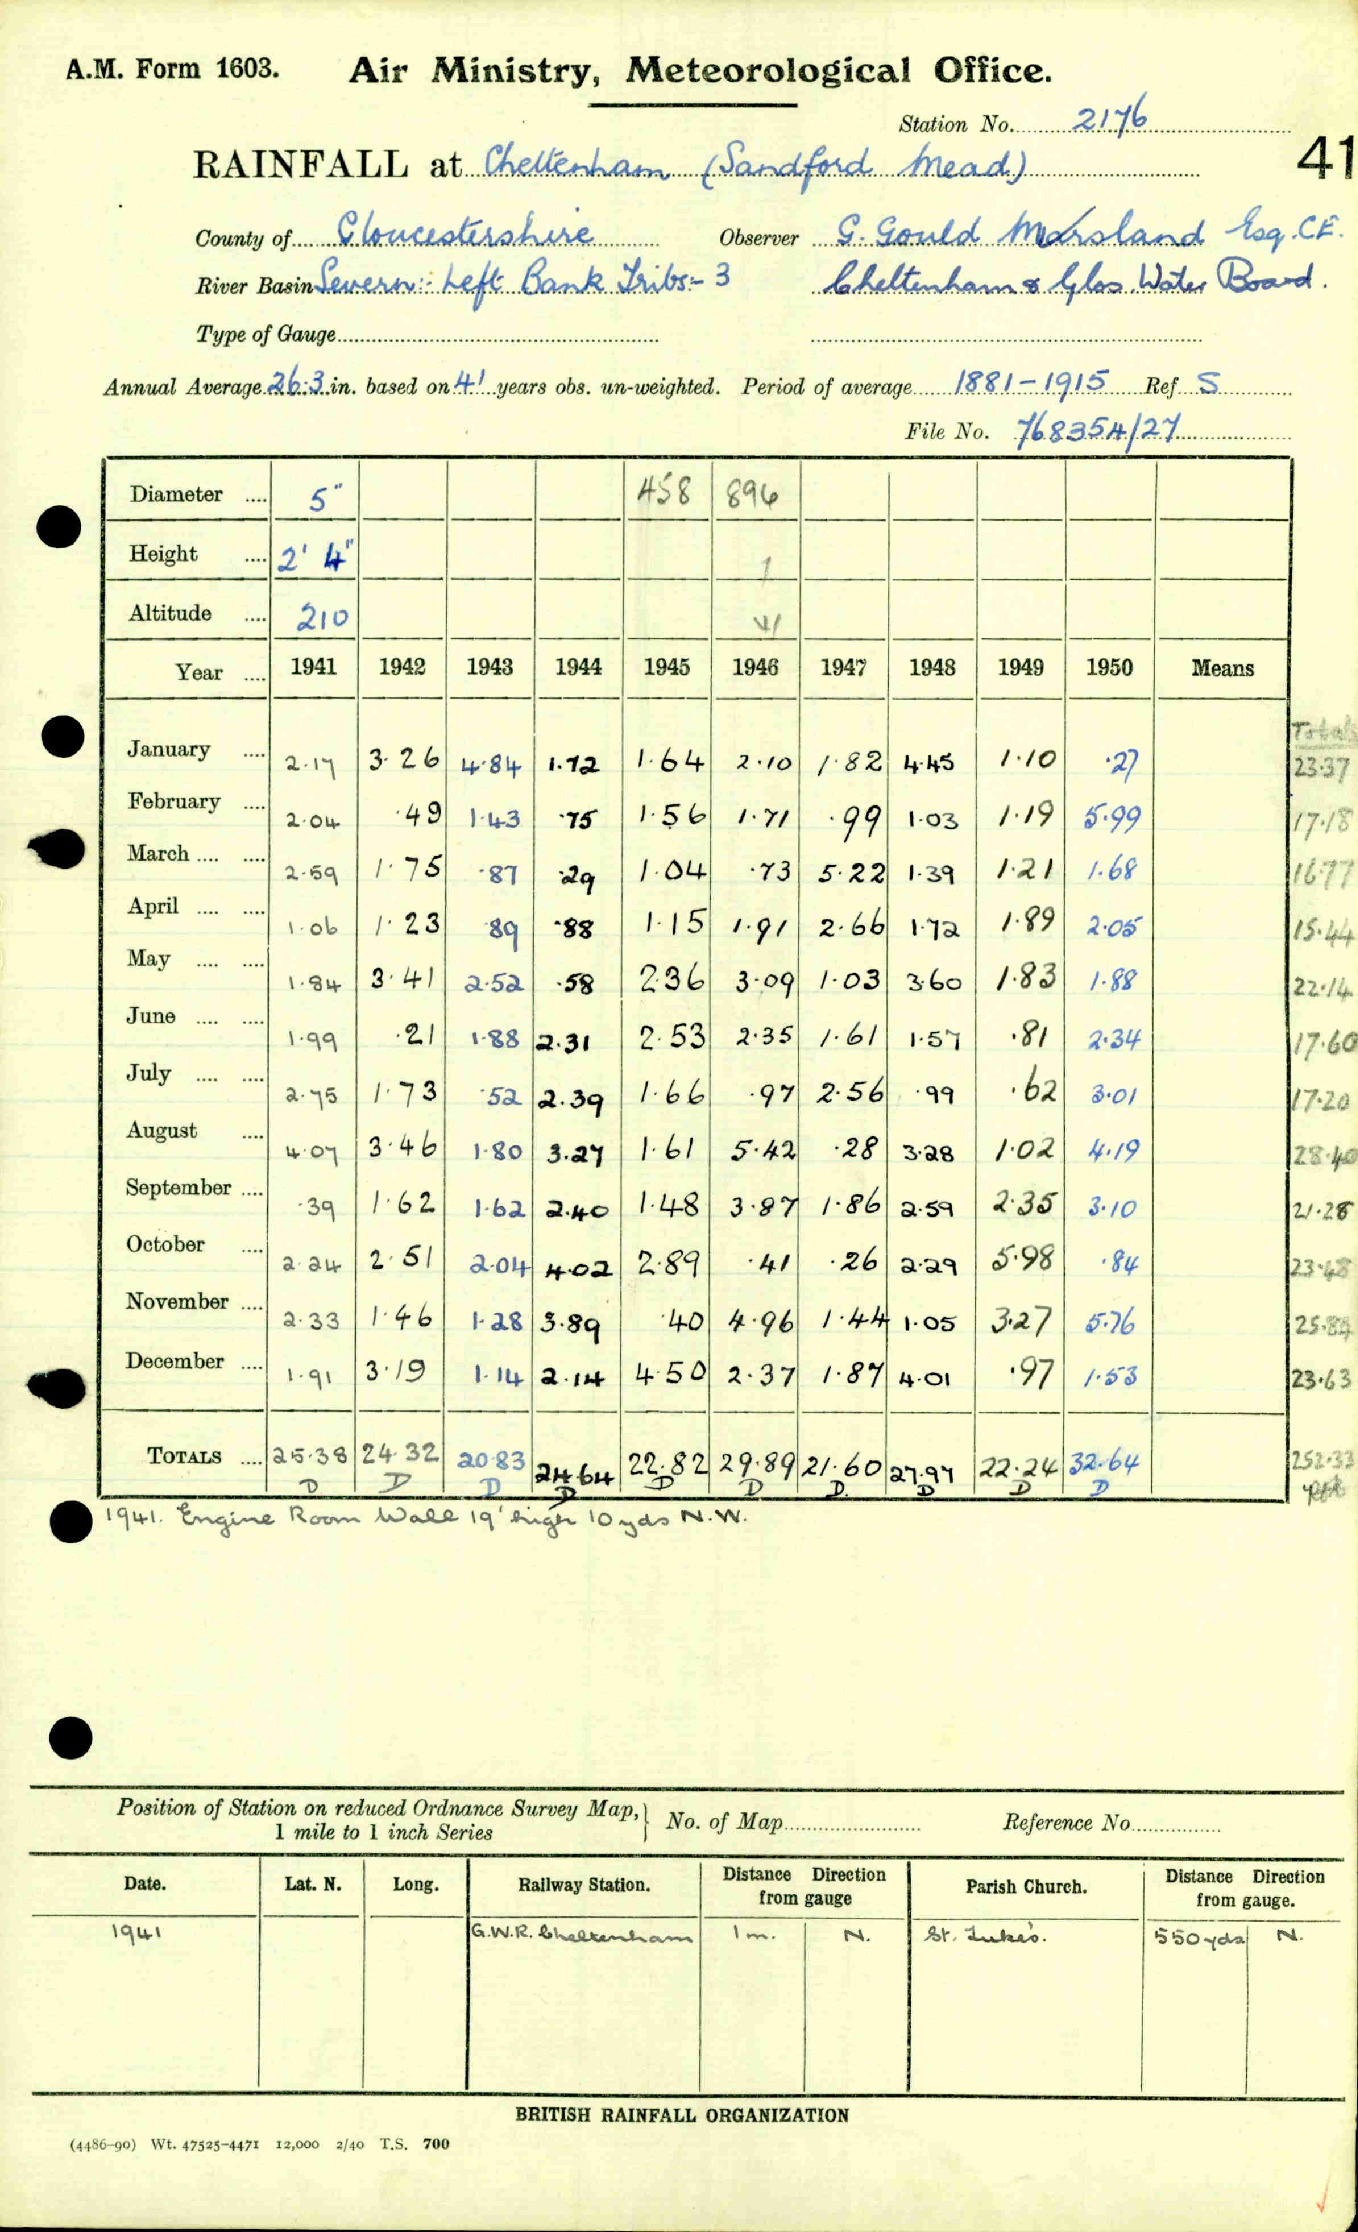 A.M. Form 1603. Air Ministry, Meteorological Office.
Station No. 2176
41
RAINFALL at Cheltenham (Sandford Mead)
County of Gloucestershire Observer G. Gould Marsland Esq. C.E.
River Basin Severn:- Left Bank Tribs:- 3 Cheltenham & Glos. Water Board.
Type of Gauge
Annual Average 26.3 in. based on 41 years obs. un-weighted. Period of average 1881-1915 Ref S
File No. 768354/27
Diameter .... 5" 458 896
Height .... 2' 4" 1
Altitude .... 210 41
Year .... 1941 1942 1943 1944 1945 1946 1947 1948 1949 1950 Means
Totals
January .... 2.17 3.26 4.84 1.72 1.64 2.10 1.82 4.45 1.10 .27 23.37
February .... 2.04 .49 1.43 .75 1.56 1.71 .99 1.03 1.19 5.99 17.18
March .... .... 2.59 1.75 .87 .29 1.04 .73 5.22 1.39 1.21 1.68 16.77
April .... .... 1.06 1.23 .89 .88 1.15 1.91 2.66 1.72 1.89 2.05 15.44
May .... .... 1.84 3.41 2.52 .58 2.36 3.09 1.03 3.60 1.83 1.88 22.14
June .... .... 1.99 .21 1.88 2.31 2.53 2.35 1.61 1.57 .81 2.34 17.60
July .... .... 2.75 1.73 .52 2.39 1.66 .97 2.56 .99 .62 3.01 17.20
August .... 4.07 3.46 1.80 3.27 1.61 5.42 .28 3.28 1.02 4.19 28.40
September .... .39 1.62 1.62 2.40 1.48 3.87 1.86 2.59 2.35 3.10 21.28
October .... 2.24 2.51 2.04 4.02 2.89 .41 .26 2.29 5.98 .84 23.48
November .... 2.33 1.46 1.28 3.89 .40 4.96 1.44 1.05 3.27 5.76 25.84
December .... 1.91 3.19 1.14 2.14 4.50 2.37 1.87 4.01 .97 1.53 23.63
TOTALS .... 25.38 24.32 20.83 24.64 22.82 29.89 21.60 27.97 22.24 32.64 252.33
D D D D D D D. D D D
1941. Engine Room Wall 19' high 10 yds N.W.
Position of Station on reduced Ordnance Survey Map, } No. of Map Reference No
1 mile to 1 inch Series
Date. Lat. N. Long. Railway Station. Distance Direction from gauge Parish Church. Distance Direction from gauge.
1941 G.W.R. Cheltenham 1 m. N. St. Luke's. 550 yds N.
BRITISH RAINFALL ORGANIZATION
(4486-90) Wt. 47525-4471 12,000 2/40 T.S. 700